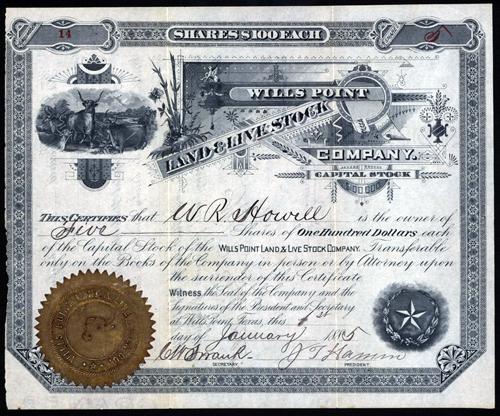 SHARES $100 EACH
14 5
WILLS POINT
LAND & LIVE STOCK
COMPANY.
CAPITAL STOCK
This Certifies that W R Howell is the owner of
Five Shares of One Hundred Dollars each
of the Capital Stock of the WILLS POINT LAND & LIVE STOCK COMPANY. Transferable
only on the Books of the Company in person or by Attorney upon
the surrender of this Certificate
Witness the Seal of the Company and the
Signatures of the President and Secretary
at Wills Point, Texas, this 1st
day of January 1885
SECRETARY PRESIDENT